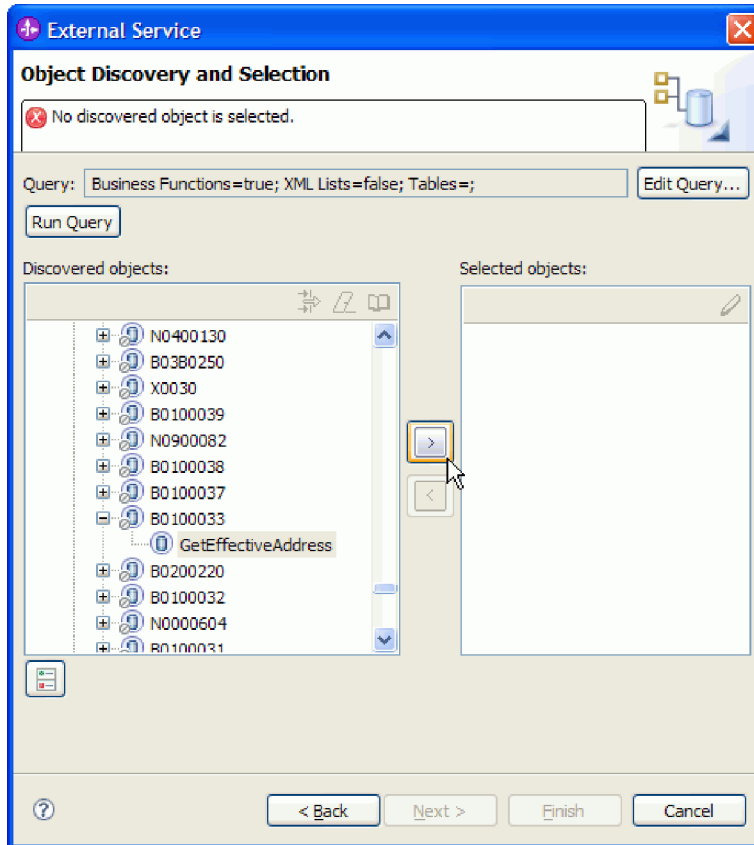 External Service
Object Discovery and Selection
No discovered object is selected.
Query: Business Functions=true; XML Lists=false; Tables=; Edit Query...
Run Query
Discovered objects: Selected objects:
N0400130
B03B0250
X0030
B0100039
N0900082
>
B0100038
B0100037
<
B0100033
GetEffectiveAddress
B0200220
B0100032
N0000604
B0100031
< Back Next > Finish Cancel